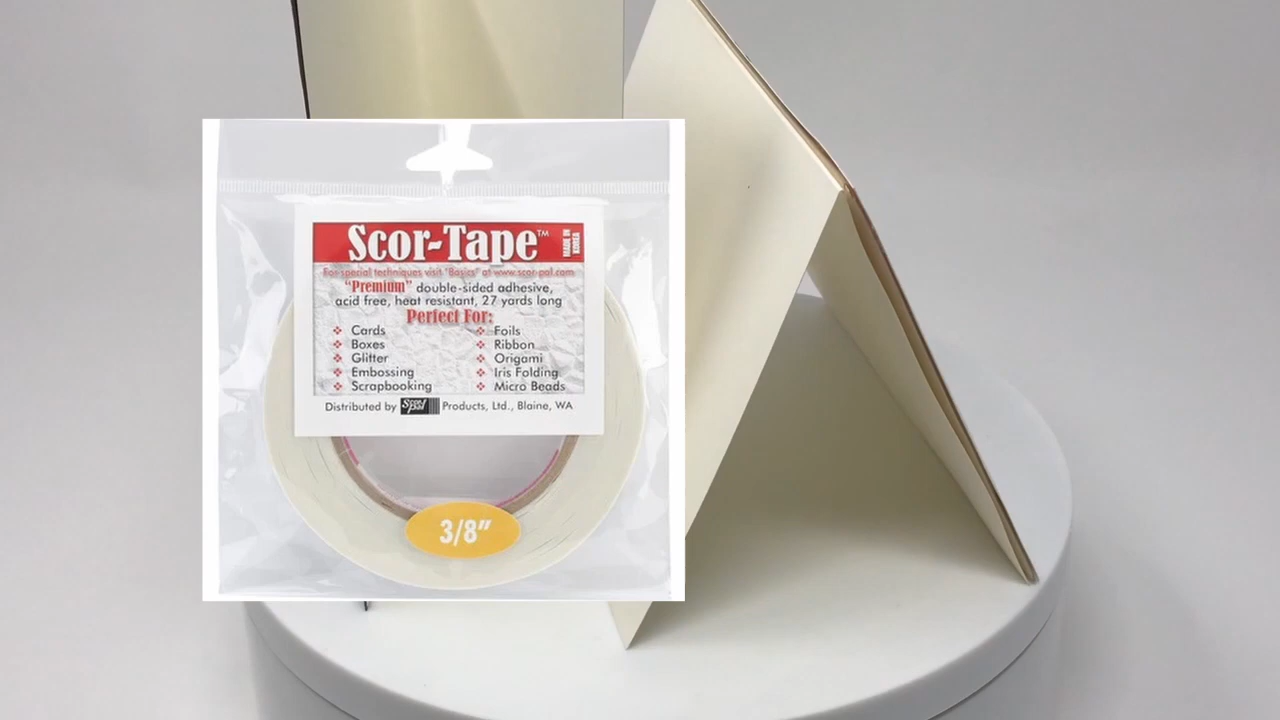 Scor-Tape™
MADE IN KOREA
For special techniques visit "Basics" at www.scor-pal.com
"Premium" double-sided adhesive,
acid free, heat resistant, 27 yards long
Perfect For:
Cards
Boxes
Glitter
Embossing
Scrapbooking
Foils
Ribbon
Origami
Iris Folding
Micro Beads
Distributed by Scor-Pal Products, Ltd., Blaine, WA
3/8"